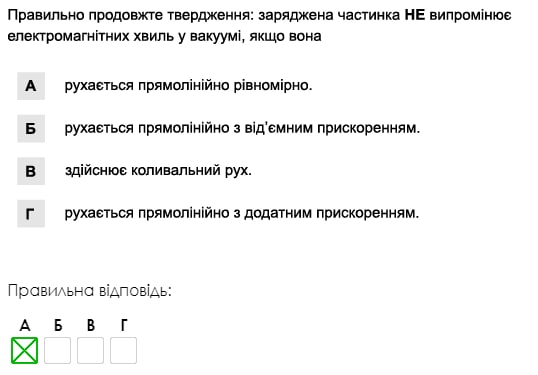 Правильно продовжте твердження: заряджена частинка НЕ випромінює
електромагнітних хвиль у вакуумі, якщо вона
А рухається прямолінійно рівномірно.
Б рухається прямолінійно з від’ємним прискоренням.
В здійснює коливальний рух.
Г рухається прямолінійно з додатним прискоренням.
Правильна відповідь:
А Б В Г